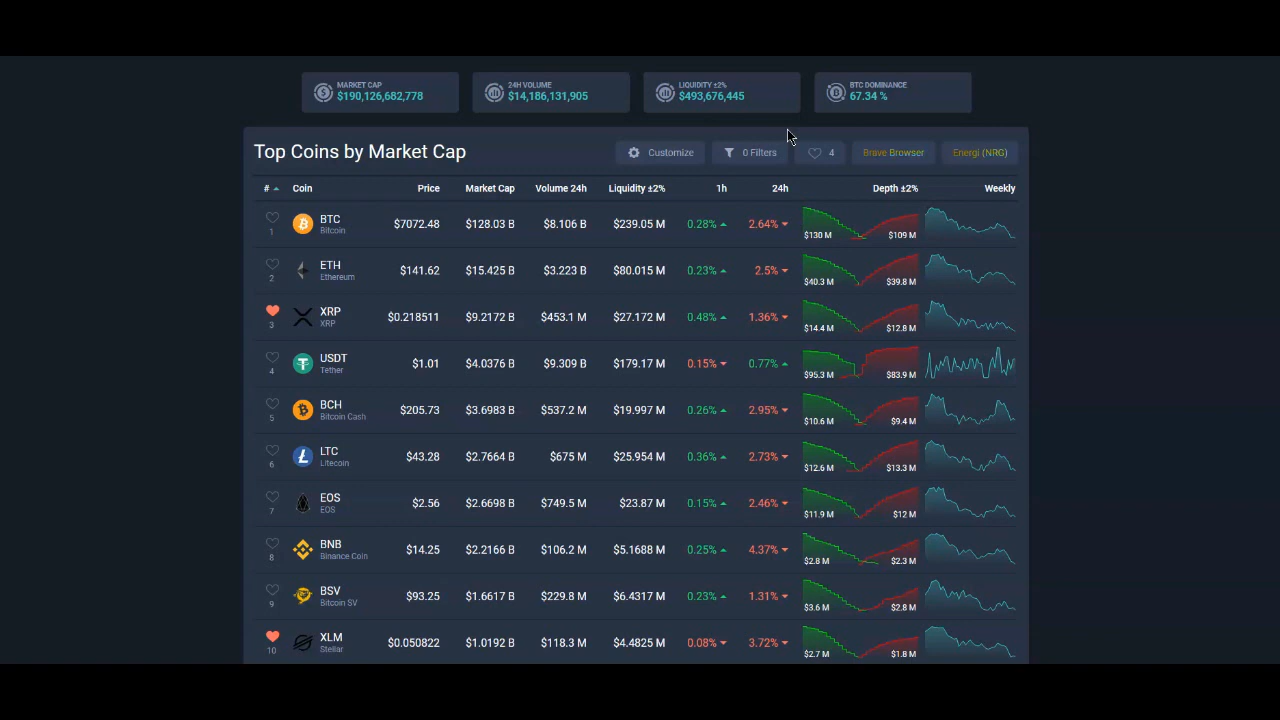 MARKET CAP
$190,126,682,778
24H VOLUME
$14,186,131,905
LIQUIDITY ±2%
$493,676,445
BTC DOMINANCE
67.34 %
Top Coins by Market Cap
Customize
0 Filters
4
Brave Browser
Energi (NRG)
# Coin Price Market Cap Volume 24h Liquidity ±2% 1h 24h Depth ±2% Weekly
1 BTC Bitcoin $7072.48 $128.03 B $8.106 B $239.05 M 0.28% 2.64% $130 M $109 M
2 ETH Ethereum $141.62 $15.425 B $3.223 B $80.015 M 0.23% 2.5% $40.3 M $39.8 M
3 XRP XRP $0.218511 $9.2172 B $453.1 M $27.172 M 0.48% 1.36% $14.4 M $12.8 M
4 USDT Tether $1.01 $4.0376 B $9.309 B $179.17 M 0.15% 0.77% $95.3 M $83.9 M
5 BCH Bitcoin Cash $205.73 $3.6983 B $537.2 M $19.997 M 0.26% 2.95% $10.6 M $9.4 M
6 LTC Litecoin $43.28 $2.7664 B $675 M $25.954 M 0.36% 2.73% $12.6 M $13.3 M
7 EOS EOS $2.56 $2.6698 B $749.5 M $23.87 M 0.15% 2.46% $11.9 M $12 M
8 BNB Binance Coin $14.25 $2.2166 B $106.2 M $5.1688 M 0.25% 4.37% $2.8 M $2.3 M
9 BSV Bitcoin SV $93.25 $1.6617 B $229.8 M $6.4317 M 0.23% 1.31% $3.6 M $2.8 M
10 XLM Stellar $0.050822 $1.0192 B $118.3 M $4.4825 M 0.08% 3.72% $2.7 M $1.8 M